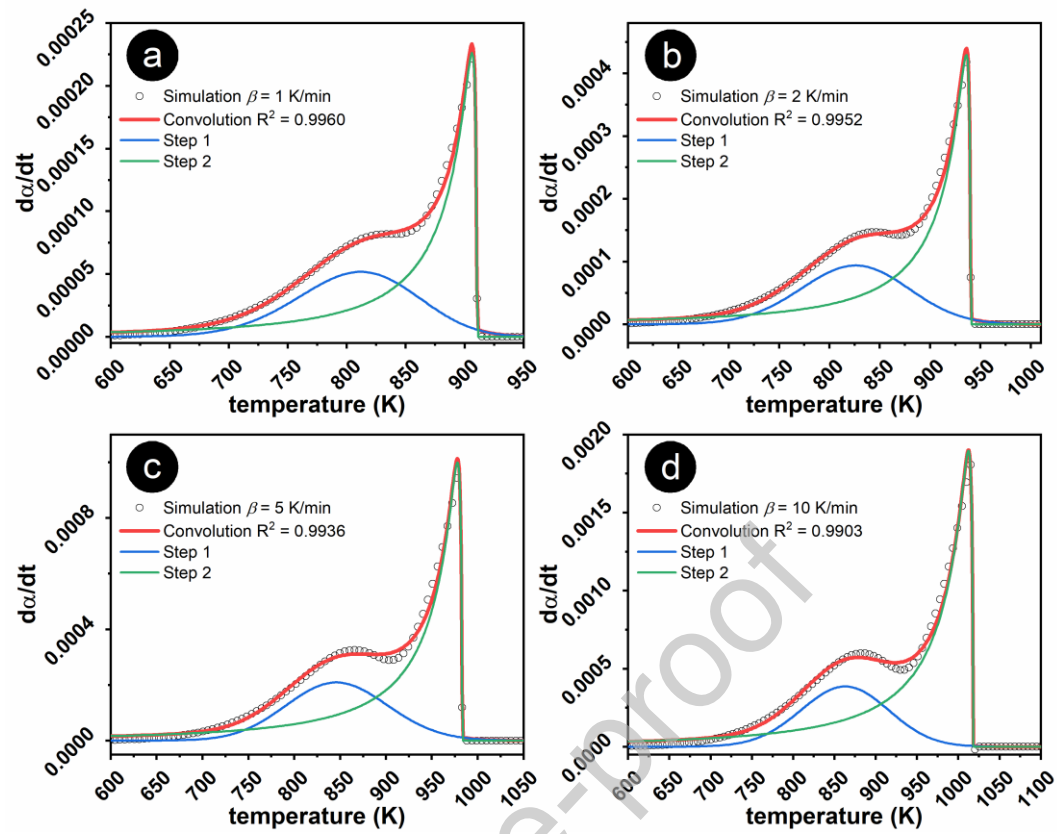 a
Simulation β = 1 K/min
Convolution R² = 0.9960
Step 1
Step 2
dα/dt
0.00025
0.00020
0.00015
0.00010
0.00005
0.00000
600 650 700 750 800 850 900 950
temperature (K)
b
Simulation β = 2 K/min
Convolution R² = 0.9952
Step 1
Step 2
dα/dt
0.0004
0.0003
0.0002
0.0001
0.0000
600 650 700 750 800 850 900 950 1000
temperature (K)
c
Simulation β = 5 K/min
Convolution R² = 0.9936
Step 1
Step 2
dα/dt
0.0008
0.0004
0.0000
600 650 700 750 800 850 900 950 1000 1050
temperature (K)
d
Simulation β = 10 K/min
Convolution R² = 0.9903
Step 1
Step 2
dα/dt
0.0020
0.0015
0.0010
0.0005
0.0000
600 650 700 750 800 850 900 950 1000 1050 1100
temperature (K)
e-proof